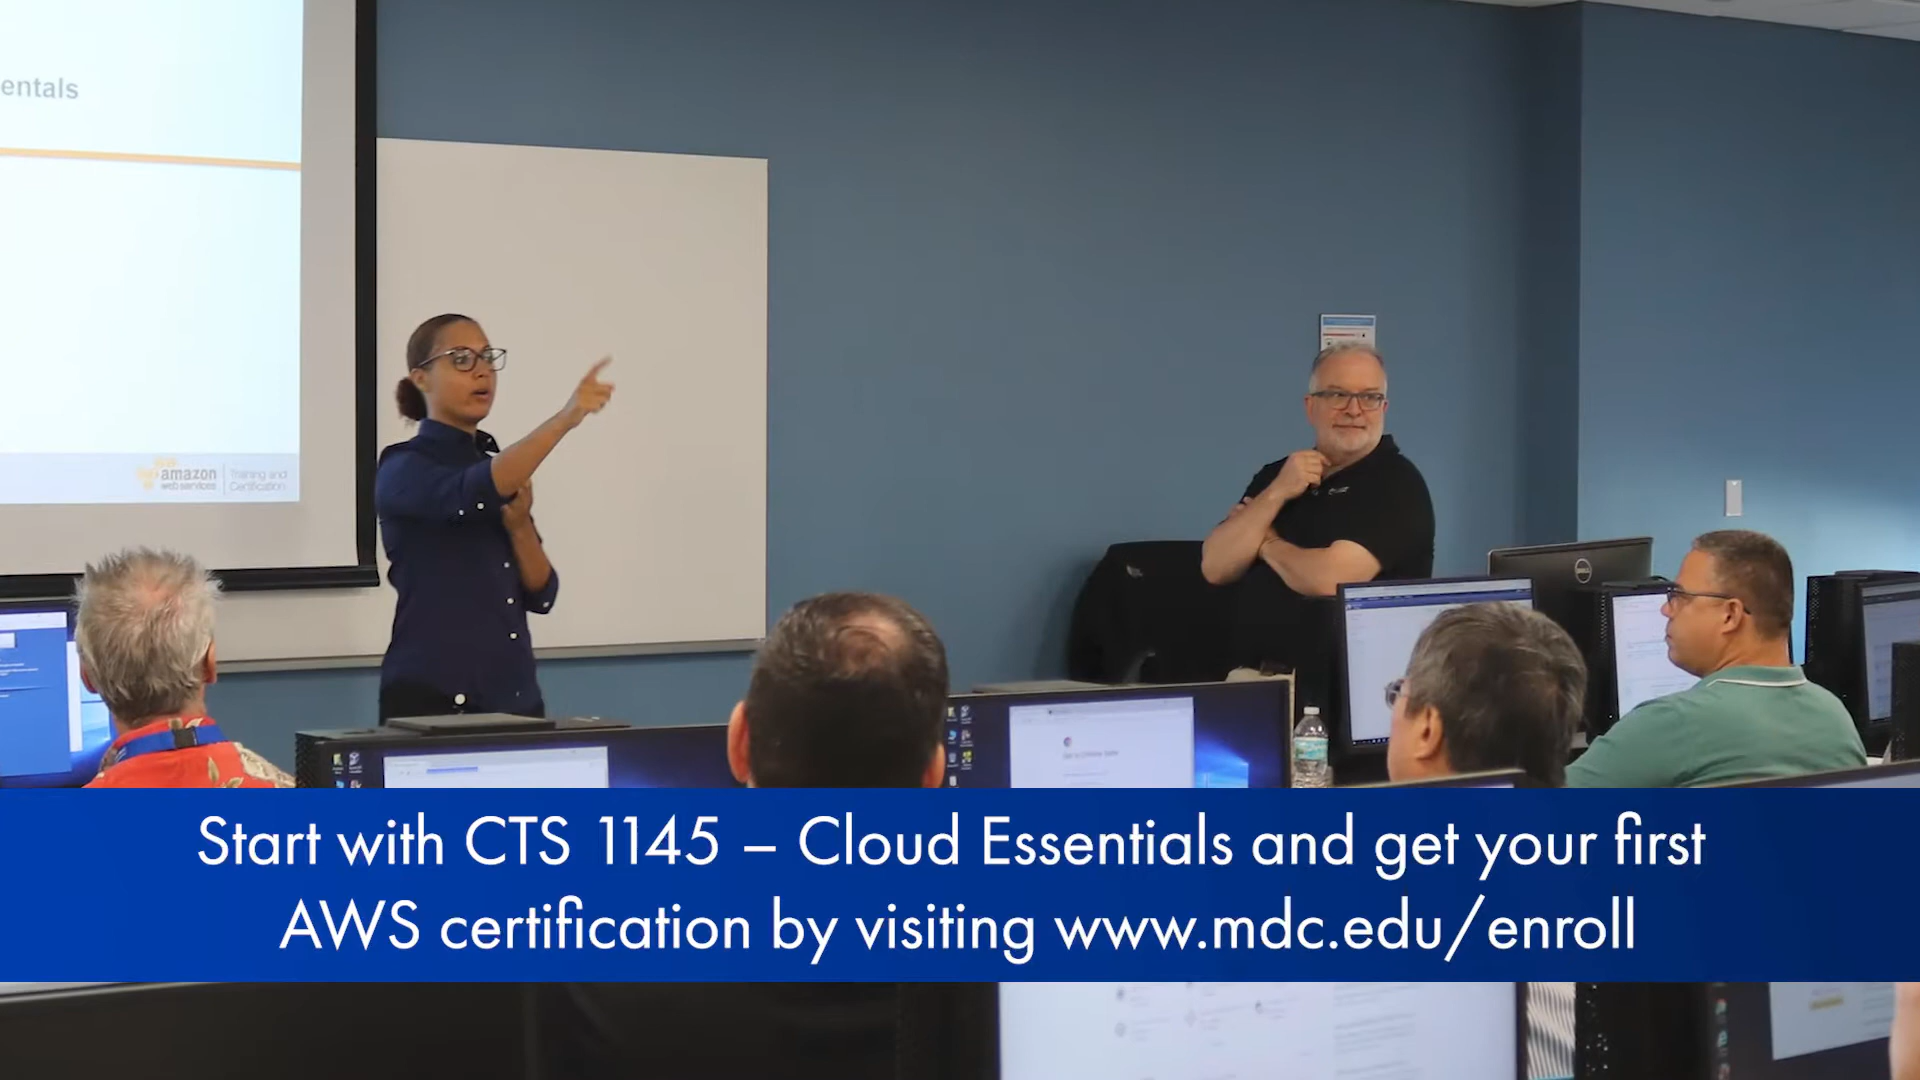 entals
amazon
web services
Training and
Certification
DELL
Start with CTS 1145 – Cloud Essentials and get your first
AWS certification by visiting www.mdc.edu/enroll